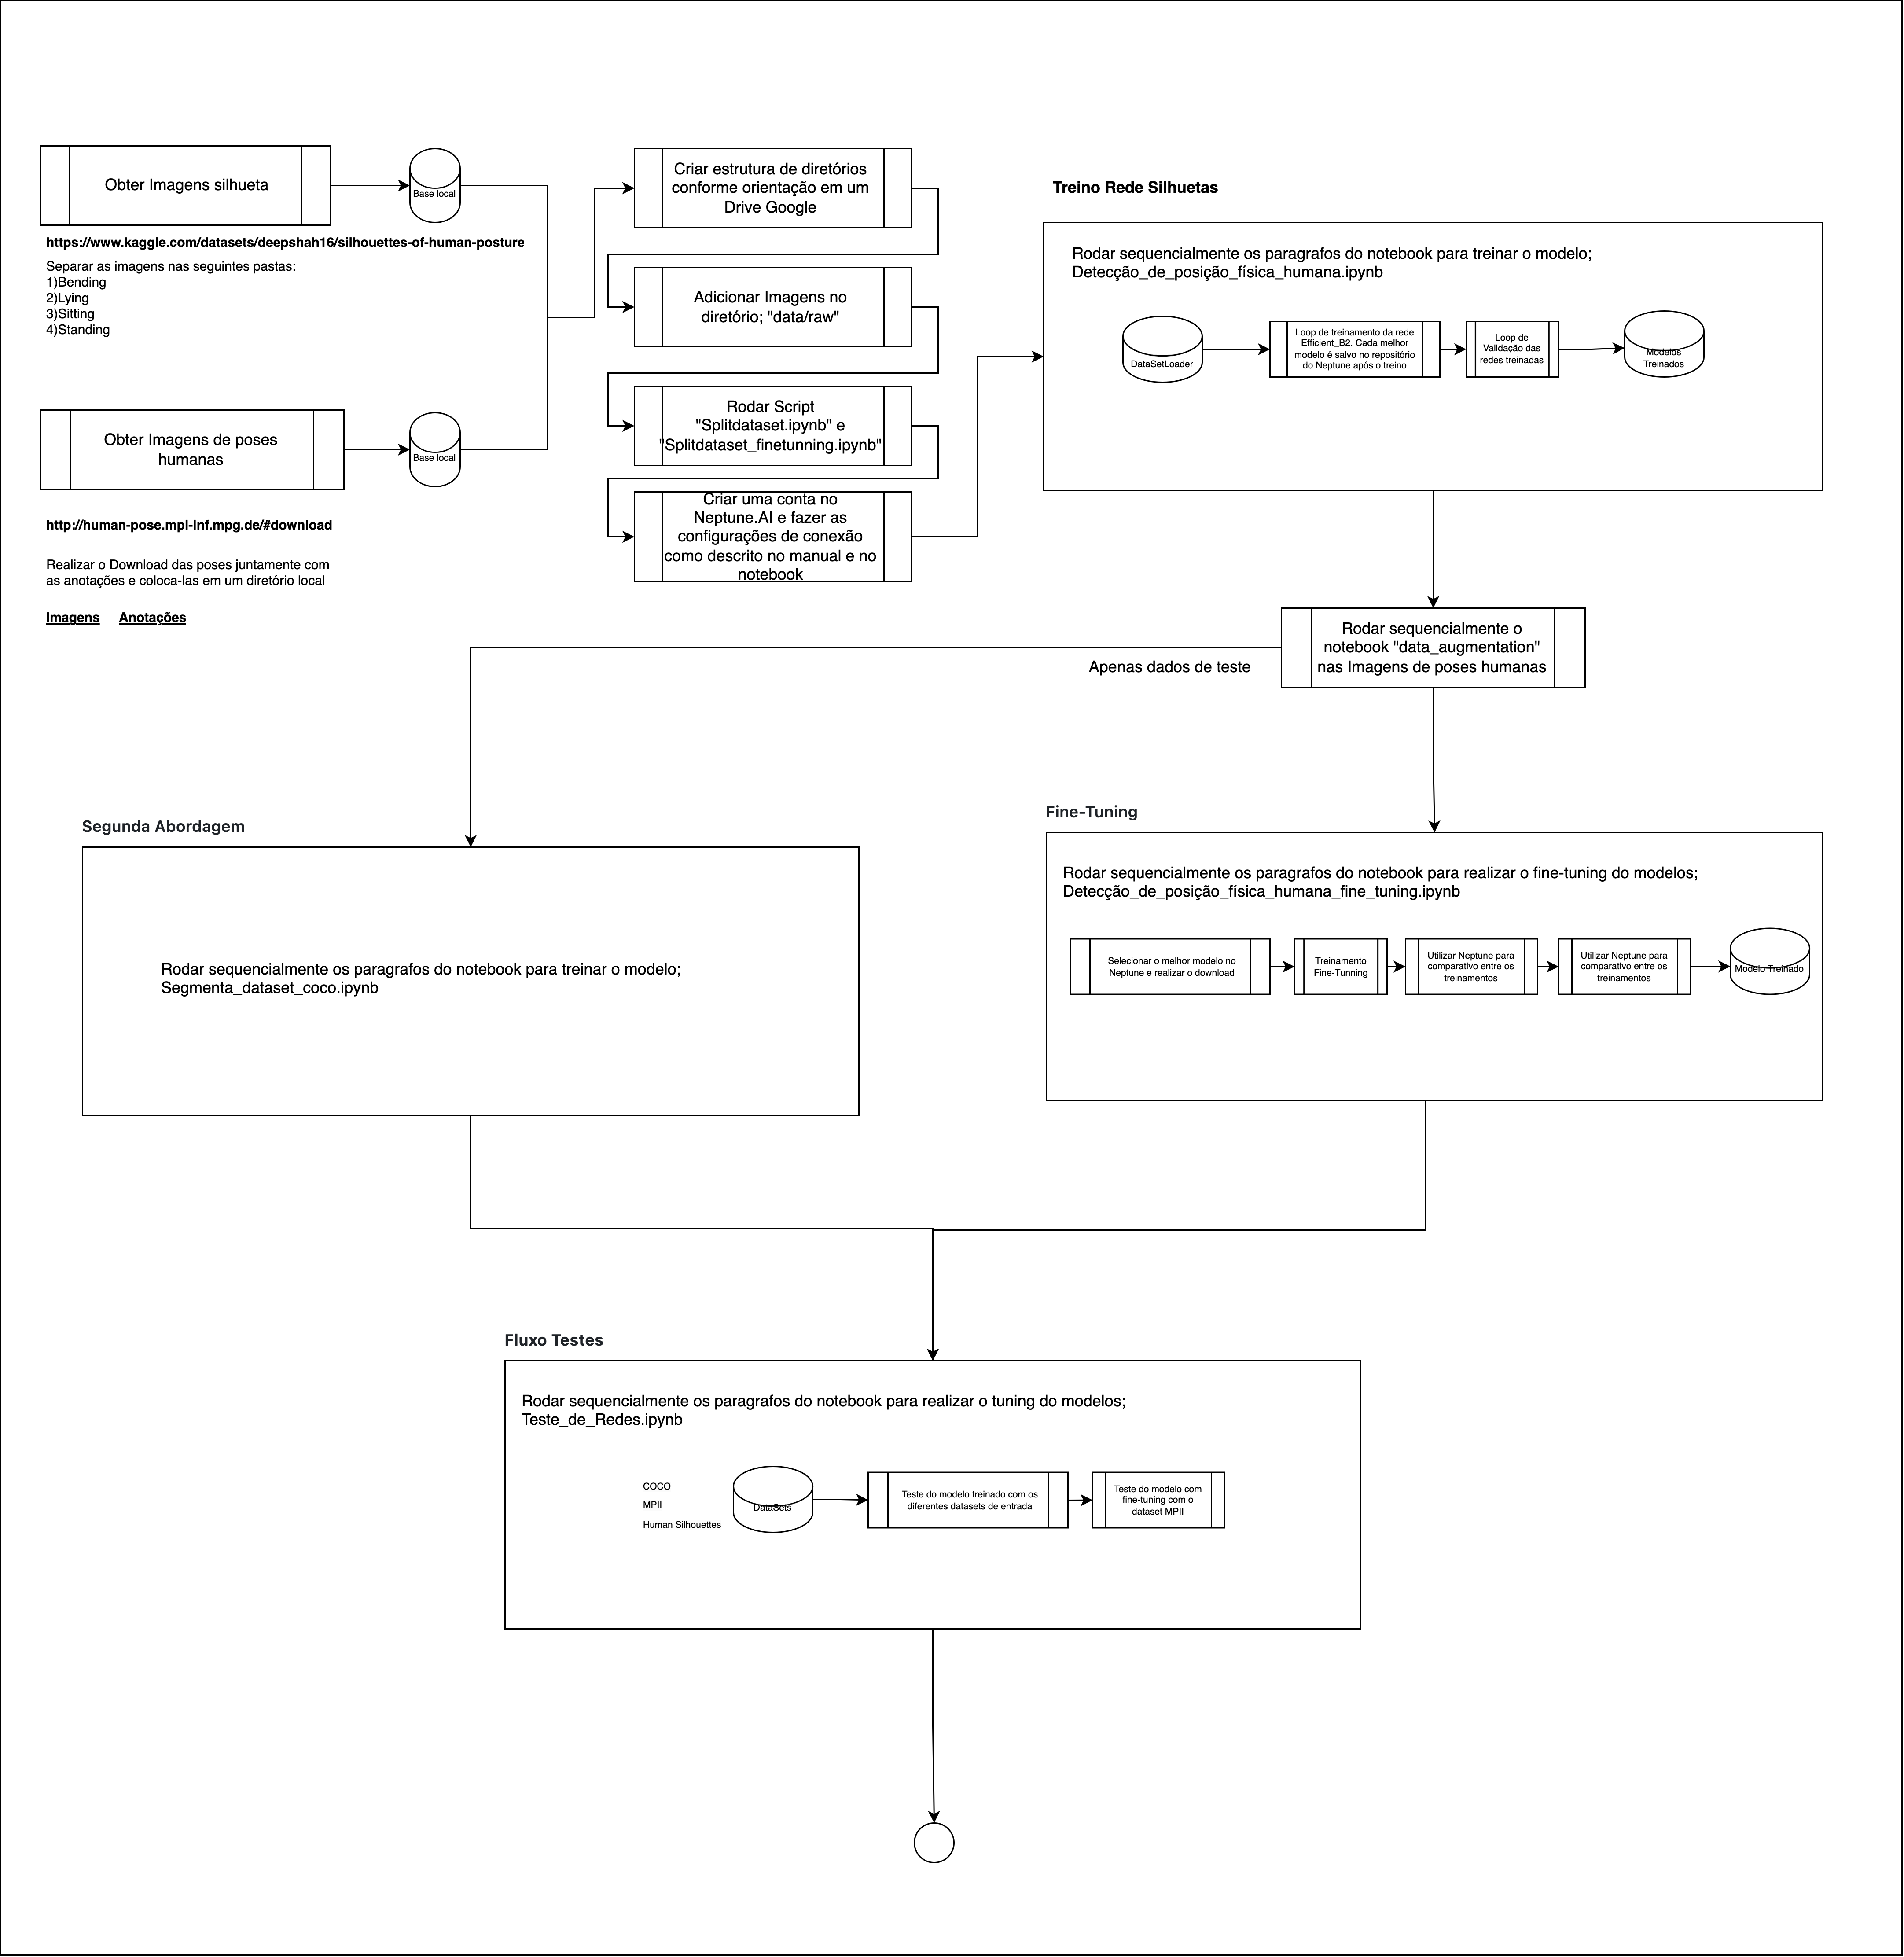 Obter Imagens silhueta
Base local
https://www.kaggle.com/datasets/deepshah16/silhouettes-of-human-posture
Separar as imagens nas seguintes pastas:
1)Bending
2)Lying
3)Sitting
4)Standing
Obter Imagens de poses
humanas
Base local
http://human-pose.mpi-inf.mpg.de/#download
Realizar o Download das poses juntamente com
as anotações e coloca-las em um diretório local
Imagens Anotações
Criar estrutura de diretórios
conforme orientação em um
Drive Google
Adicionar Imagens no
diretório; "data/raw"
Rodar Script
"Splitdataset.ipynb" e
"Splitdataset_finetunning.ipynb"
Criar uma conta no
Neptune.AI e fazer as
configurações de conexão
como descrito no manual e no
notebook
Treino Rede Silhuetas
Rodar sequencialmente os paragrafos do notebook para treinar o modelo;
Detecção_de_posição_física_humana.ipynb
DataSetLoader
Loop de treinamento da rede
Efficient_B2. Cada melhor
modelo é salvo no repositório
do Neptune após o treino
Loop de
Validação das
redes treinadas
Modelos
Treinados
Rodar sequencialmente o
notebook "data_augmentation"
nas Imagens de poses humanas
Apenas dados de teste
Segunda Abordagem
Rodar sequencialmente os paragrafos do notebook para treinar o modelo;
Segmenta_dataset_coco.ipynb
Fine-Tuning
Rodar sequencialmente os paragrafos do notebook para realizar o fine-tuning do modelos;
Detecção_de_posição_física_humana_fine_tuning.ipynb
Selecionar o melhor modelo no
Neptune e realizar o download
Treinamento
Fine-Tunning
Utilizar Neptune para
comparativo entre os
treinamentos
Utilizar Neptune para
comparativo entre os
treinamentos
Modelo Treinado
Fluxo Testes
Rodar sequencialmente os paragrafos do notebook para realizar o tuning do modelos;
Teste_de_Redes.ipynb
COCO
MPII
Human Silhouettes
DataSets
Teste do modelo treinado com os
diferentes datasets de entrada
Teste do modelo com
fine-tuning com o
dataset MPII